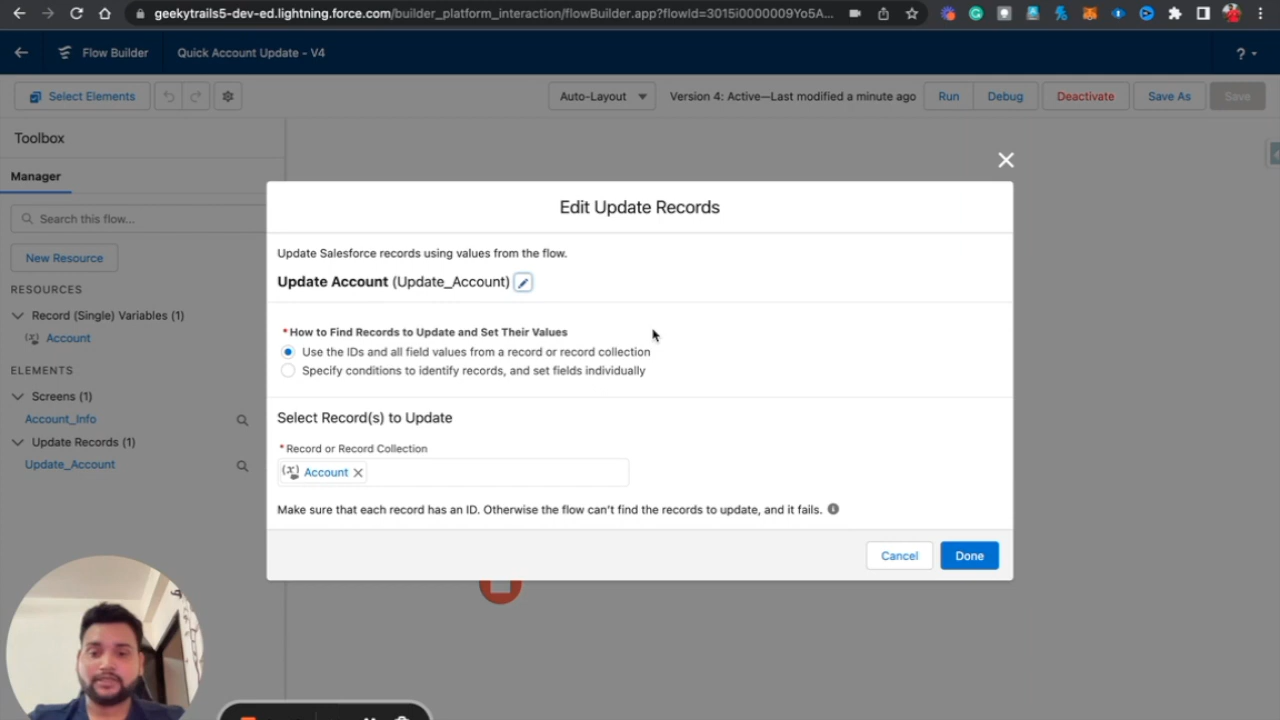 geekytrails5-dev-ed.lightning.force.com/builder_platform_interaction/flowBuilder.app?flowId=3015i0000009Yo5A...
Flow Builder
Quick Account Update - V4
?
Select Elements
Auto-Layout
Version 4: Active—Last modified a minute ago
Run
Debug
Deactivate
Save As
Save
Toolbox
Manager
Search this flow...
New Resource
RESOURCES
Record (Single) Variables (1)
Account
ELEMENTS
Screens (1)
Account_Info
Update Records (1)
Update_Account
Edit Update Records
Update Salesforce records using values from the flow.
Update Account (Update_Account)
*How to Find Records to Update and Set Their Values
Use the IDs and all field values from a record or record collection
Specify conditions to identify records, and set fields individually
Select Record(s) to Update
*Record or Record Collection
Account
Make sure that each record has an ID. Otherwise the flow can't find the records to update, and it fails.
Cancel
Done